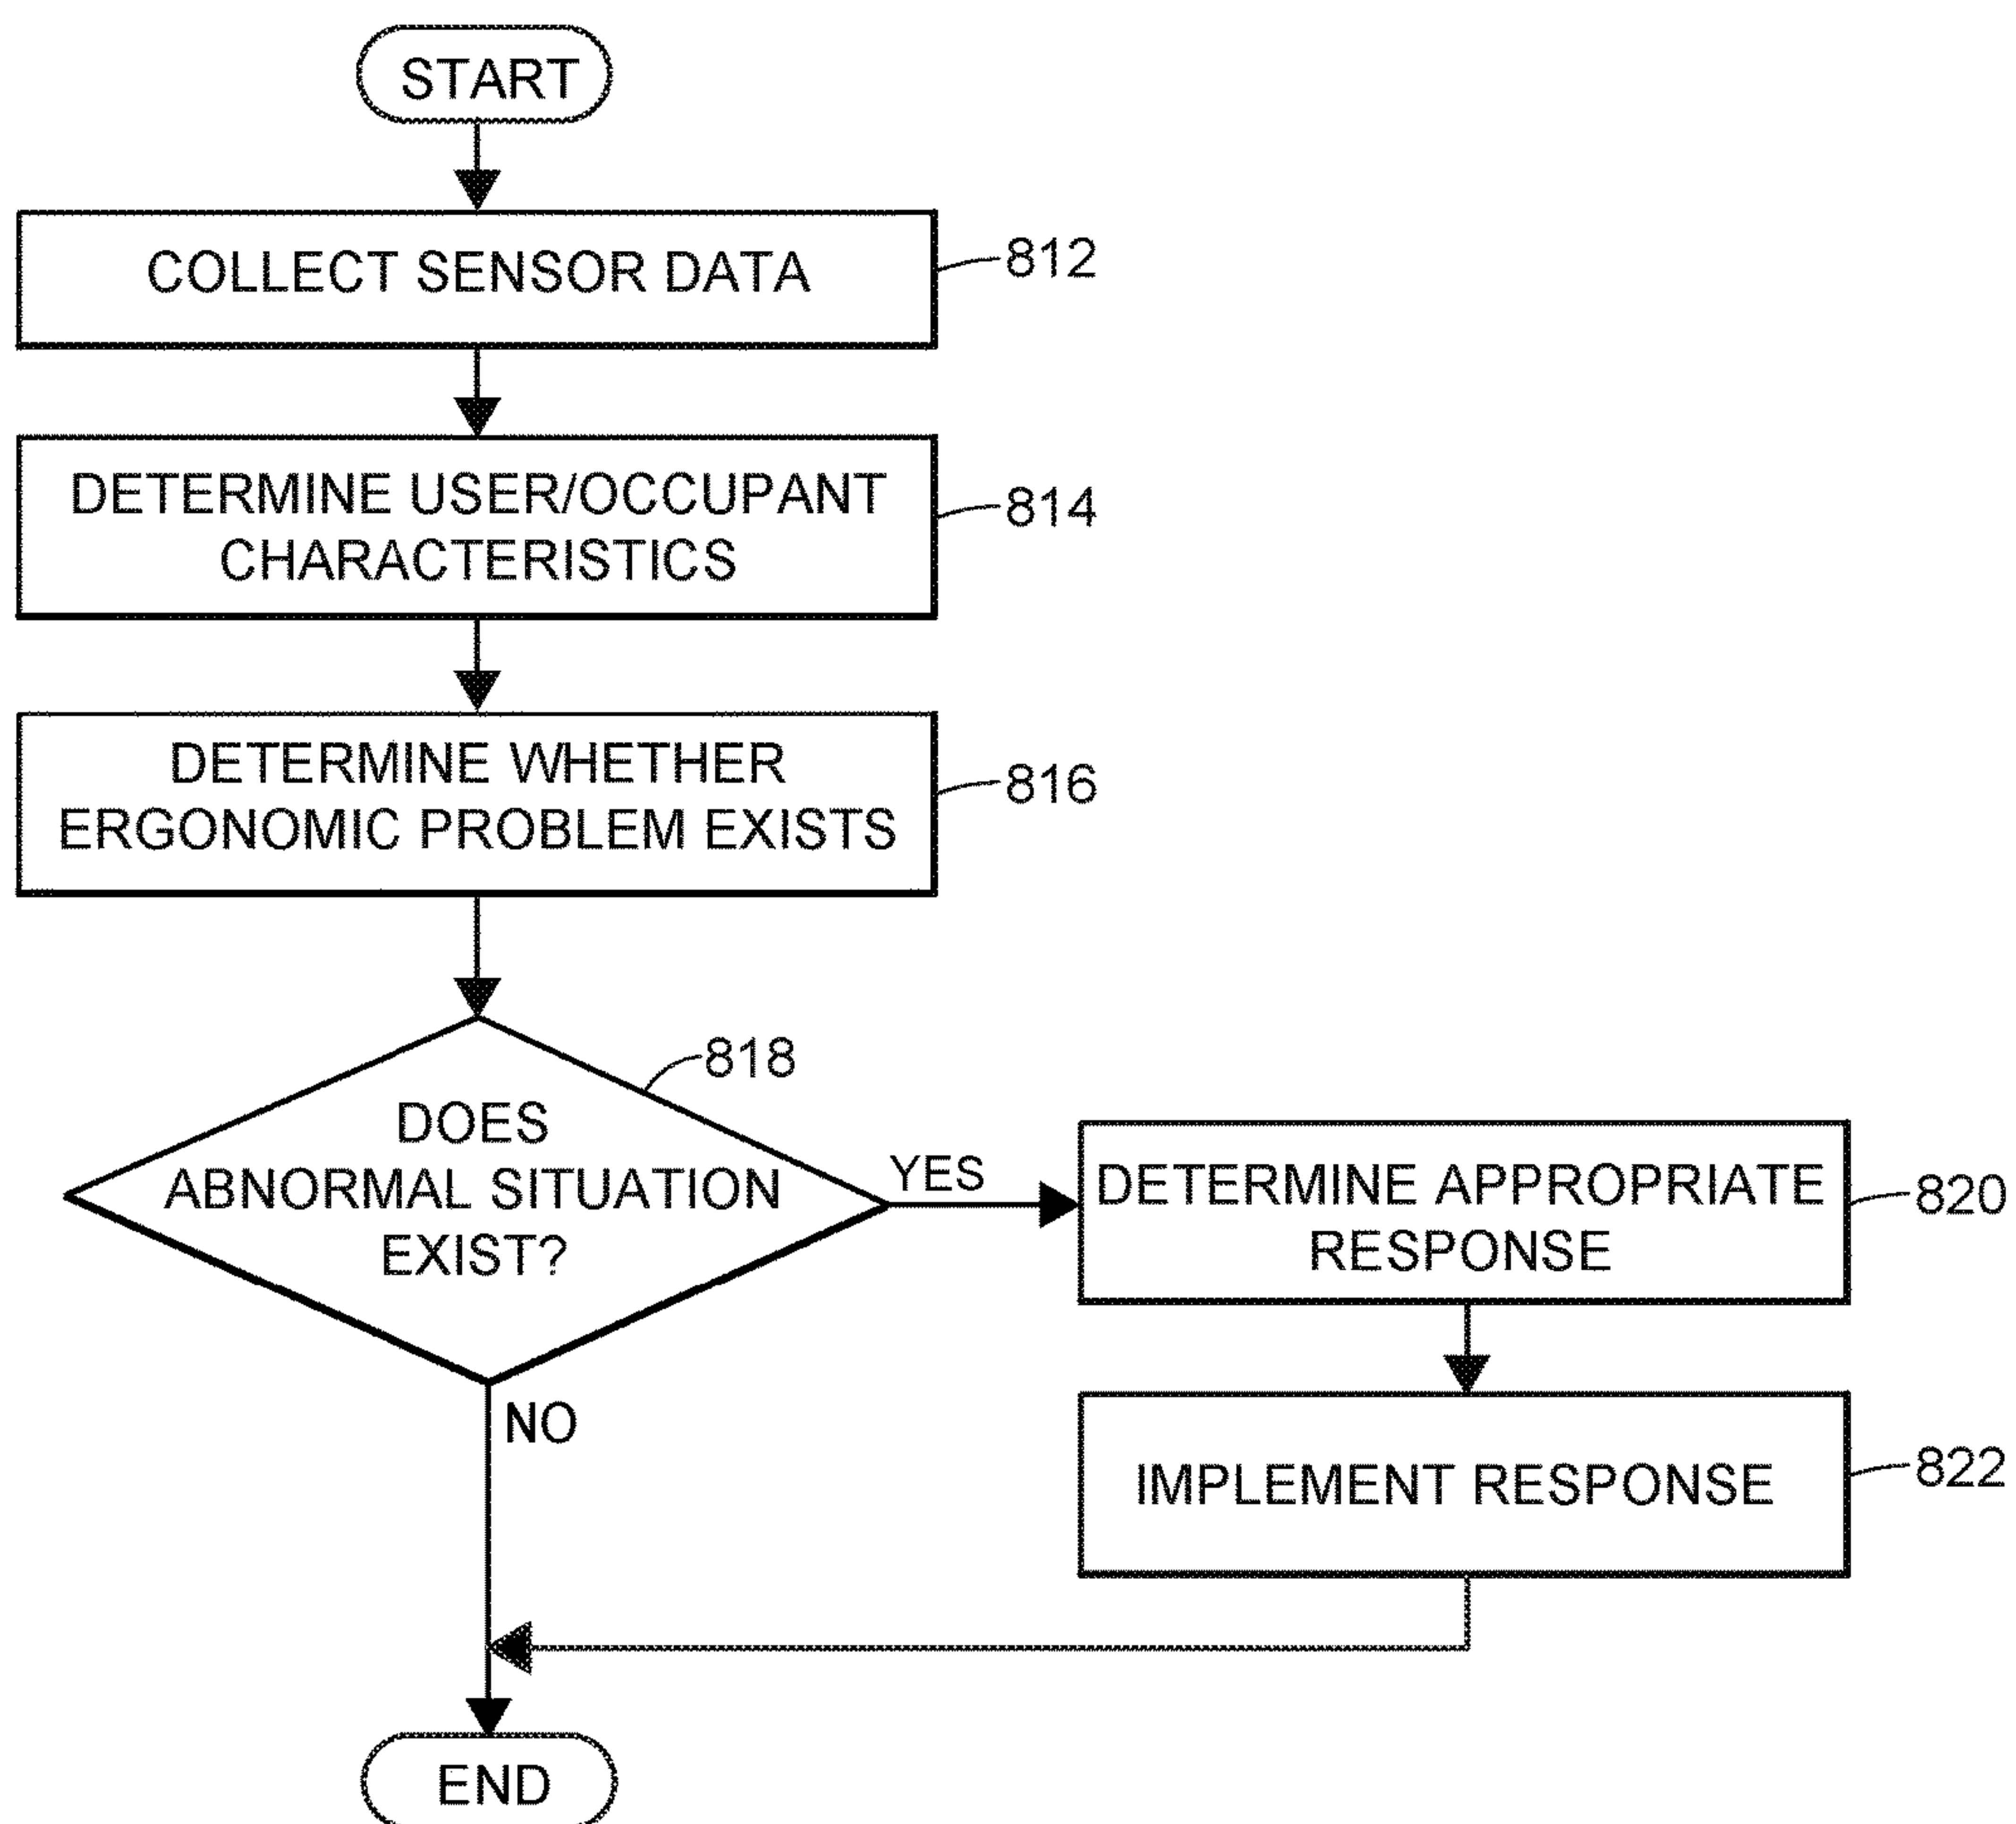 START
COLLECT SENSOR DATA
812
DETERMINE USER/OCCUPANT
CHARACTERISTICS
814
DETERMINE WHETHER
ERGONOMIC PROBLEM EXISTS
816
818
DOES
ABNORMAL SITUATION
EXIST?
YES
DETERMINE APPROPRIATE
RESPONSE
820
NO
IMPLEMENT RESPONSE
822
END